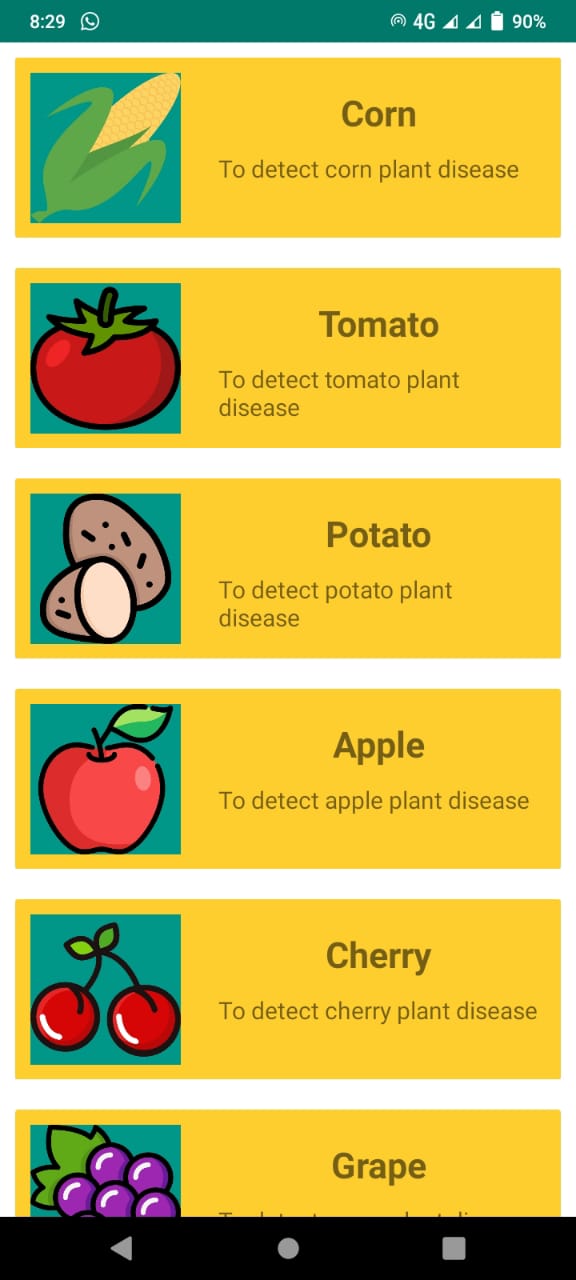 8:29 4G 90%
Corn
To detect corn plant disease
Tomato
To detect tomato plant
disease
Potato
To detect potato plant
disease
Apple
To detect apple plant disease
Cherry
To detect cherry plant disease
Grape